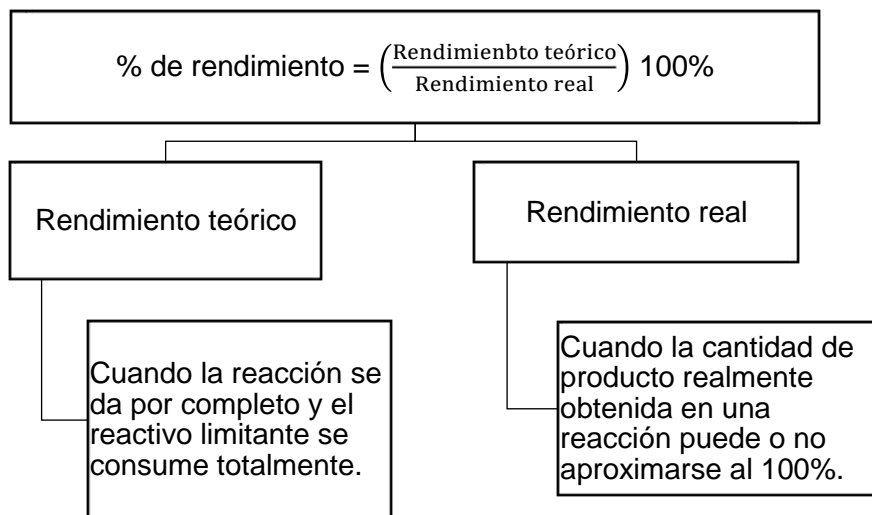 % de rendimiento = (Rendimienbto teórico / Rendimiento real) 100%
Rendimiento teórico
Rendimiento real
Cuando la reacción se
da por completo y el
reactivo limitante se
consume totalmente.
Cuando la cantidad de
producto realmente
obtenida en una
reacción puede o no
aproximarse al 100%.